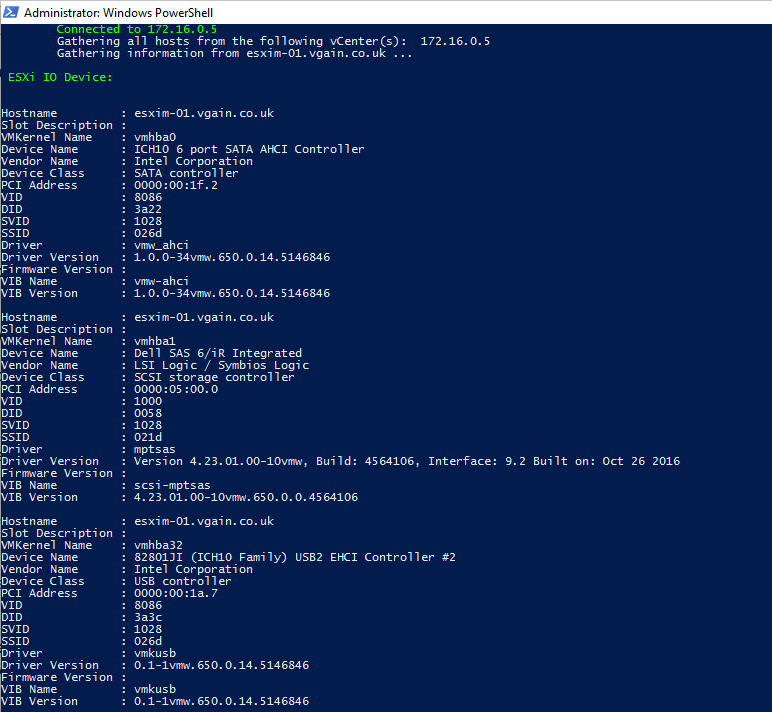 Administrator: Windows PowerShell
Connected to 172.16.0.5
Gathering all hosts from the following vCenter(s):  172.16.0.5
Gathering information from esxim-01.vgain.co.uk ...
ESXi IO Device:
Hostname         : esxim-01.vgain.co.uk
Slot Description :
VMKernel Name    : vmhba0
Device Name      : ICH10 6 port SATA AHCI Controller
Vendor Name      : Intel Corporation
Device Class     : SATA controller
PCI Address      : 0000:00:1f.2
VID              : 8086
DID              : 3a22
SVID             : 1028
SSID             : 026d
Driver           : vmw_ahci
Driver Version   : 1.0.0-34vmw.650.0.14.5146846
Firmware Version :
VIB Name         : vmw-ahci
VIB Version      : 1.0.0-34vmw.650.0.14.5146846
Hostname         : esxim-01.vgain.co.uk
Slot Description :
VMKernel Name    : vmhba1
Device Name      : Dell SAS 6/iR Integrated
Vendor Name      : LSI Logic / Symbios Logic
Device Class     : SCSI storage controller
PCI Address      : 0000:05:00.0
VID              : 1000
DID              : 0058
SVID             : 1028
SSID             : 021d
Driver           : mptsas
Driver Version   : Version 4.23.01.00-10vmw, Build: 4564106, Interface: 9.2 Built on: Oct 26 2016
Firmware Version :
VIB Name         : scsi-mptsas
VIB Version      : 4.23.01.00-10vmw.650.0.0.4564106
Hostname         : esxim-01.vgain.co.uk
Slot Description :
VMKernel Name    : vmhba32
Device Name      : 82801JI (ICH10 Family) USB2 EHCI Controller #2
Vendor Name      : Intel Corporation
Device Class     : USB controller
PCI Address      : 0000:00:1a.7
VID              : 8086
DID              : 3a3c
SVID             : 1028
SSID             : 026d
Driver           : vmkusb
Driver Version   : 0.1-1vmw.650.0.14.5146846
Firmware Version :
VIB Name         : vmkusb
VIB Version      : 0.1-1vmw.650.0.14.5146846